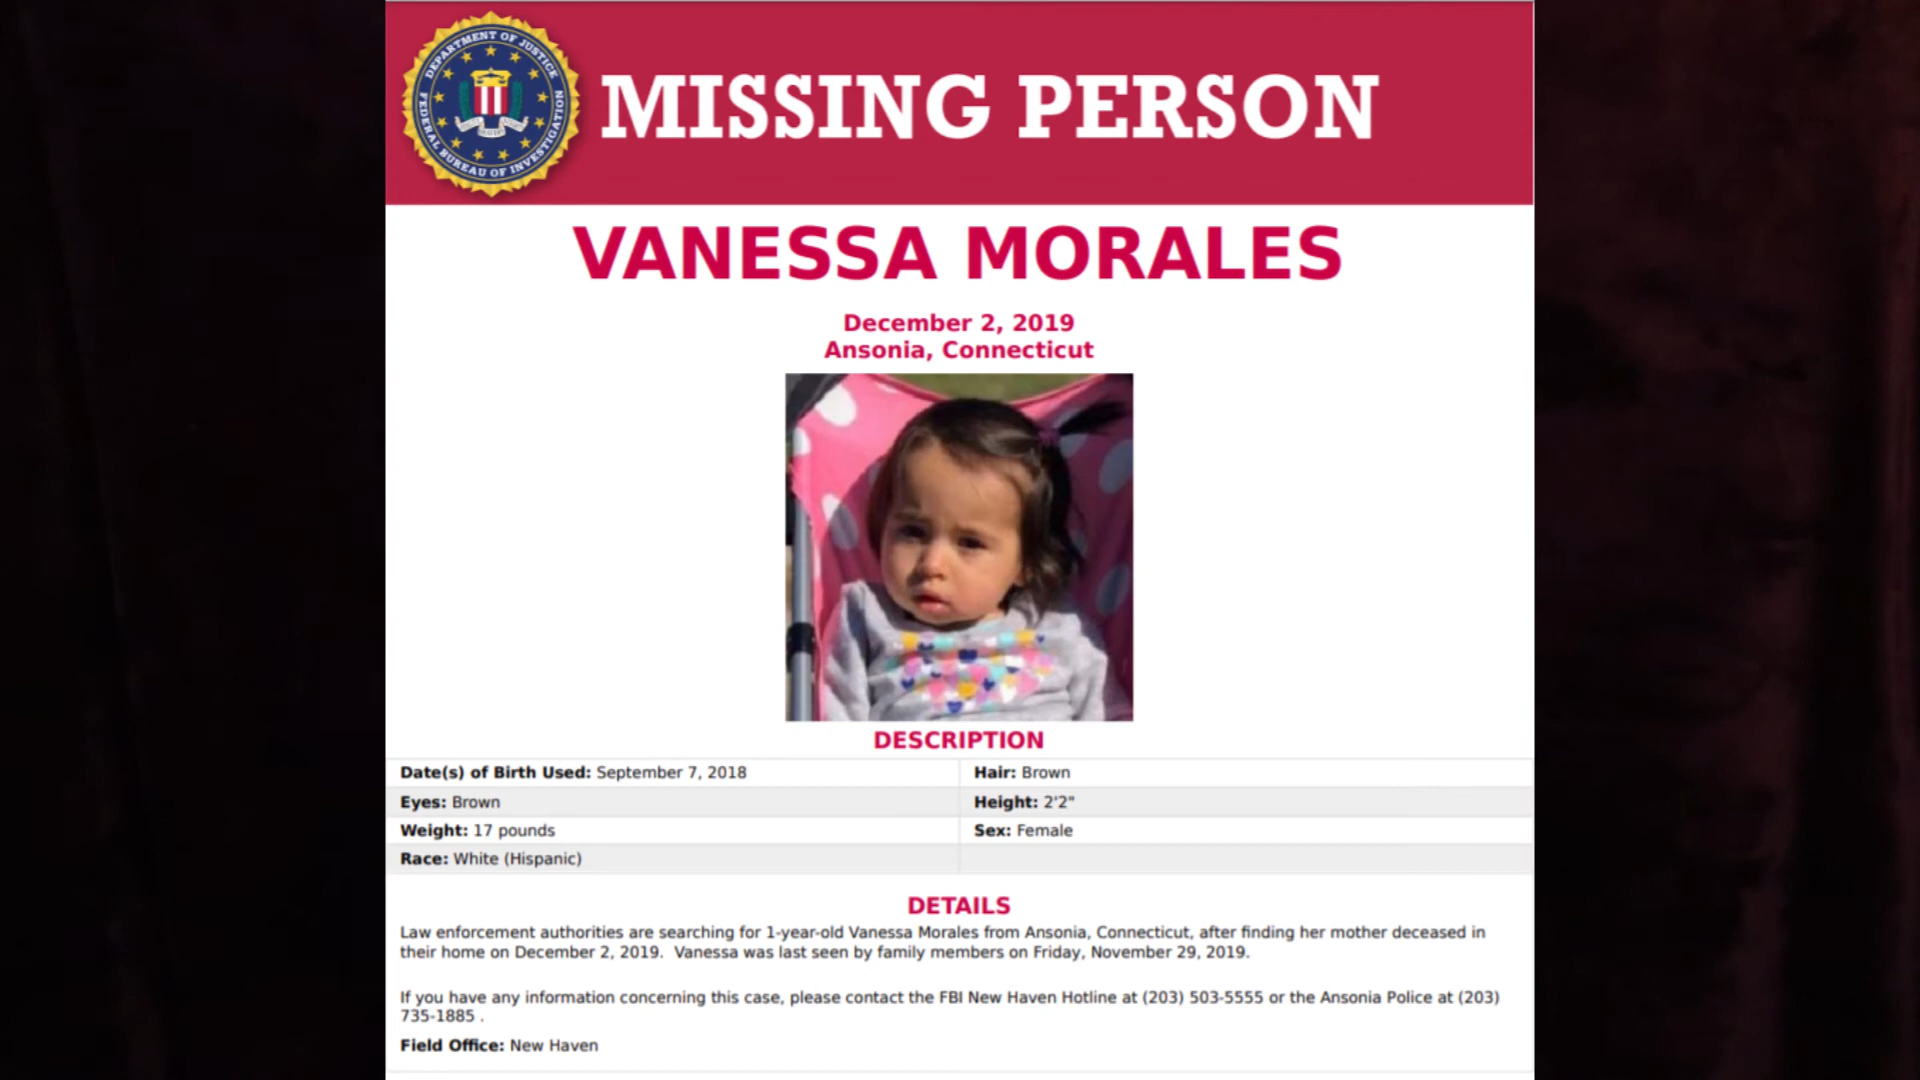 DEPARTMENT OF JUSTICE
FEDERAL BUREAU OF INVESTIGATION
MISSING PERSON
VANESSA MORALES
December 2, 2019
Ansonia, Connecticut
DESCRIPTION
Date(s) of Birth Used: September 7, 2018
Hair: Brown
Eyes: Brown
Height: 2'2"
Weight: 17 pounds
Sex: Female
Race: White (Hispanic)
DETAILS
Law enforcement authorities are searching for 1-year-old Vanessa Morales from Ansonia, Connecticut, after finding her mother deceased in
their home on December 2, 2019. Vanessa was last seen by family members on Friday, November 29, 2019.
If you have any information concerning this case, please contact the FBI New Haven Hotline at (203) 503-5555 or the Ansonia Police at (203)
735-1885 .
Field Office: New Haven